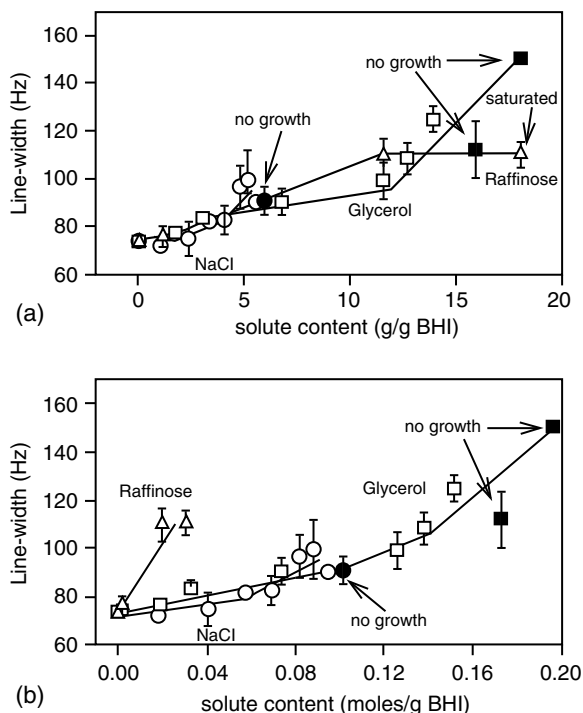 160
140
120
100
80
60
Line-width (Hz)
no growth
no growth
saturated
Raffinose
Glycerol
NaCl
0
5
10
15
20
solute content (g/g BHI)
(a)
160
140
120
100
80
60
Line-width (Hz)
no growth
Raffinose
Glycerol
NaCl
no growth
0.00
0.04
0.08
0.12
0.16
0.20
solute content (moles/g BHI)
(b)